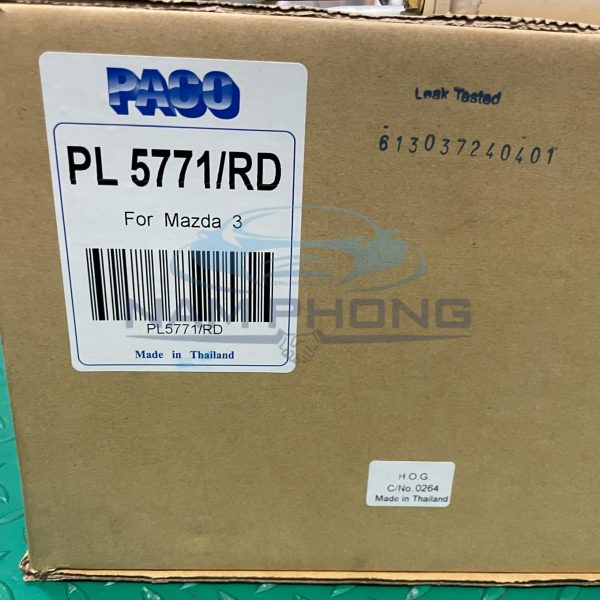 PACO
PL 5771/RD
For Mazda 3
PL5771/RD
Made in Thailand
Leak Tested
613037240401
NAM PHONG
H.O.G.
C/No.0264
Made in Thailand